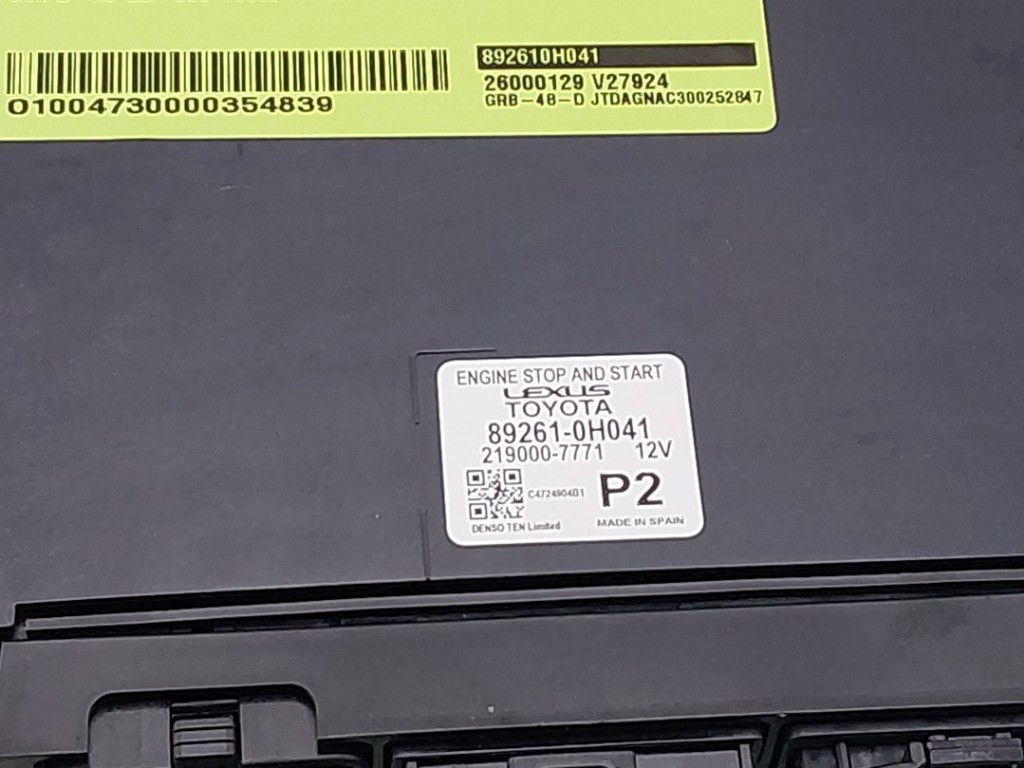 892610H041
26000129 V27924
GRB-48-D JTDAGNAC300252847
01004730000354839
ENGINE STOP AND START
LEXUS
TOYOTA
89261-0H041
219000-7771 12V
C472490401 P2
DENSO TEN Limited MADE IN SPAIN